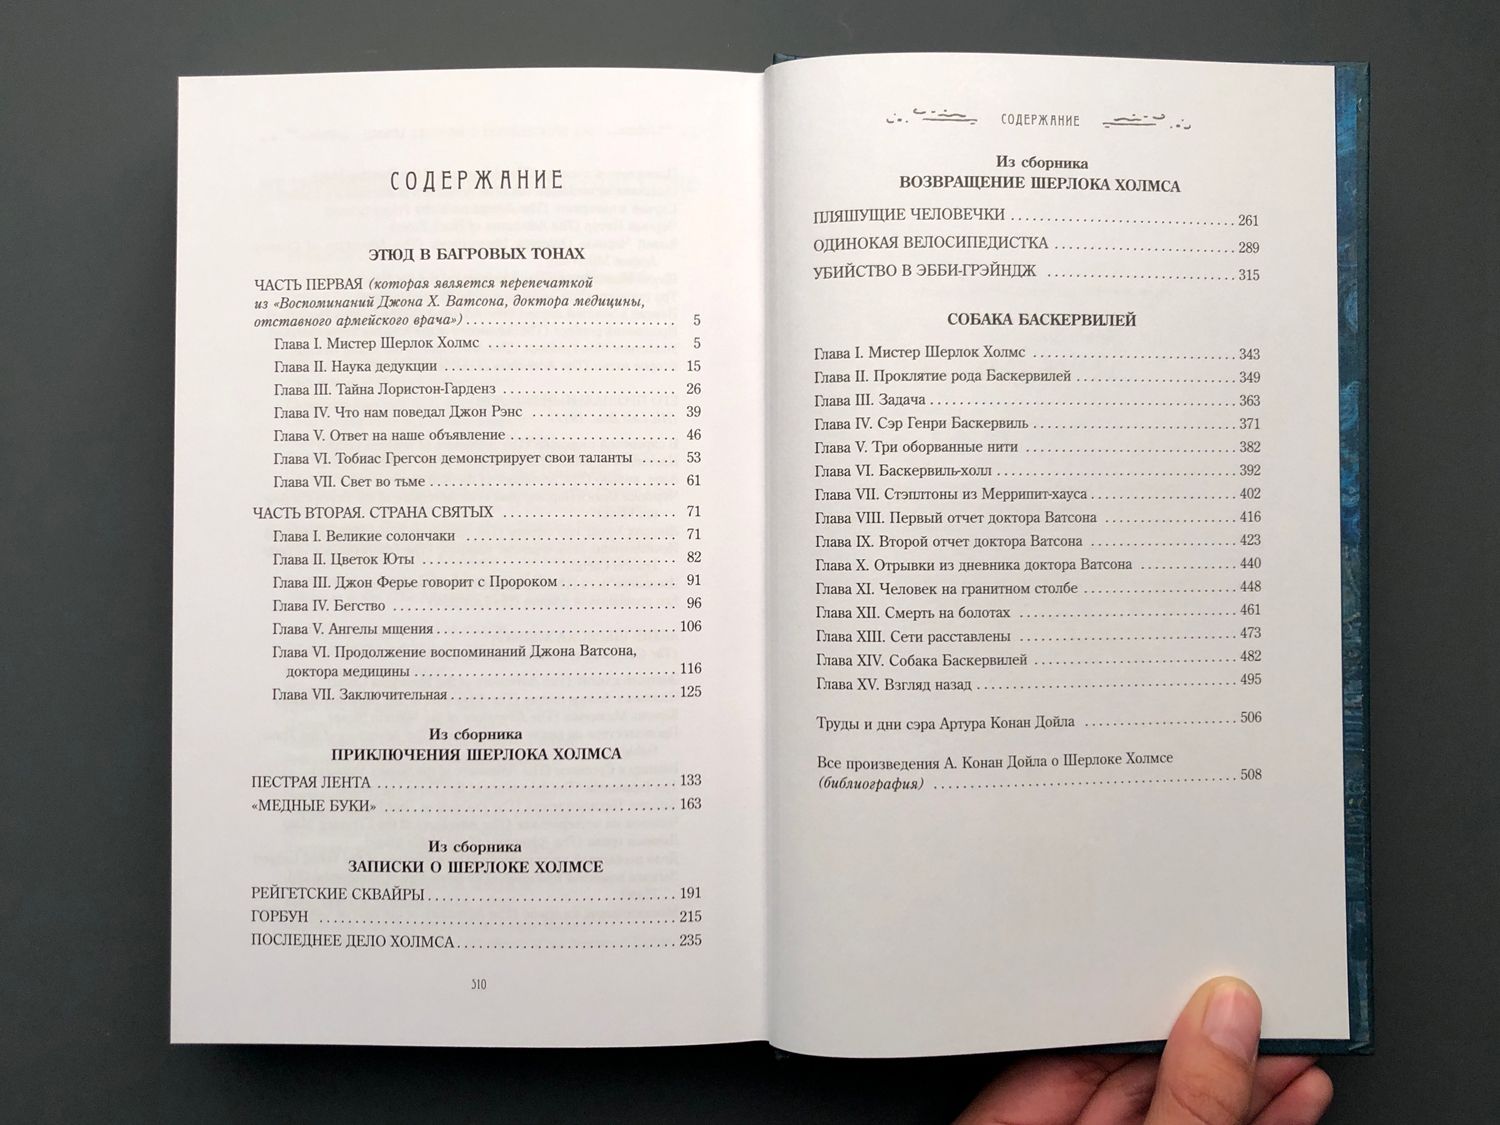 СОДЕРЖАНИЕ
ЭТЮД В БАГРОВЫХ ТОНАХ
ЧАСТЬ ПЕРВАЯ (которая является перепечаткой
из «Воспоминаний Джона Х. Ватсона, доктора медицины,
отставного армейского врача») . . . . . . . . . . . . . . . . . . . . . . . . . . . . 5
Глава I. Мистер Шерлок Холмс . . . . . . . . . . . . . . . . . . . . . . . . . 5
Глава II. Наука дедукции . . . . . . . . . . . . . . . . . . . . . . . . . . . . . . 15
Глава III. Тайна Лористон-Гарденз . . . . . . . . . . . . . . . . . . . . . . . 26
Глава IV. Что нам поведал Джон Рэнс . . . . . . . . . . . . . . . . . . . . 39
Глава V. Ответ на наше объявление . . . . . . . . . . . . . . . . . . . . . . 46
Глава VI. Тобиас Грегсон демонстрирует свои таланты . . . . . 53
Глава VII. Свет во тьме . . . . . . . . . . . . . . . . . . . . . . . . . . . . . . . . 61
ЧАСТЬ ВТОРАЯ. СТРАНА СВЯТЫХ . . . . . . . . . . . . . . . . . . . . . . . 71
Глава I. Великие солончаки . . . . . . . . . . . . . . . . . . . . . . . . . . . . 71
Глава II. Цветок Юты . . . . . . . . . . . . . . . . . . . . . . . . . . . . . . . . . 82
Глава III. Джон Ферье говорит с Пророком . . . . . . . . . . . . . . . 91
Глава IV. Бегство . . . . . . . . . . . . . . . . . . . . . . . . . . . . . . . . . . . . . 96
Глава V. Ангелы мщения . . . . . . . . . . . . . . . . . . . . . . . . . . . . . . . 106
Глава VI. Продолжение воспоминаний Джона Ватсона,
доктора медицины . . . . . . . . . . . . . . . . . . . . . . . . . . . . . . . . . . 116
Глава VII. Заключительная . . . . . . . . . . . . . . . . . . . . . . . . . . . . . 125
Из сборника
ПРИКЛЮЧЕНИЯ ШЕРЛОКА ХОЛМСА
ПЕСТРАЯ ЛЕНТА . . . . . . . . . . . . . . . . . . . . . . . . . . . . . . . . . . . . . . . 133
«МЕДНЫЕ БУКИ» . . . . . . . . . . . . . . . . . . . . . . . . . . . . . . . . . . . . . . 163
Из сборника
ЗАПИСКИ О ШЕРЛОКЕ ХОЛМСЕ
РЕЙГЕТСКИЕ СКВАЙРЫ . . . . . . . . . . . . . . . . . . . . . . . . . . . . . . . . 191
ГОРБУН . . . . . . . . . . . . . . . . . . . . . . . . . . . . . . . . . . . . . . . . . . . . . . 215
ПОСЛЕДНЕЕ ДЕЛО ХОЛМСА . . . . . . . . . . . . . . . . . . . . . . . . . . . . . 235
510
СОДЕРЖАНИЕ
Из сборника
ВОЗВРАЩЕНИЕ ШЕРЛОКА ХОЛМСА
ПЛЯШУЩИЕ ЧЕЛОВЕЧКИ . . . . . . . . . . . . . . . . . . . . . . . . . . . . . . 261
ОДИНОКАЯ ВЕЛОСИПЕДИСТКА . . . . . . . . . . . . . . . . . . . . . . . . 289
УБИЙСТВО В ЭББИ-ГРЭЙНДЖ . . . . . . . . . . . . . . . . . . . . . . . . . 315
СОБАКА БАСКЕРВИЛЕЙ
Глава I. Мистер Шерлок Холмс . . . . . . . . . . . . . . . . . . . . . . . . . . . 343
Глава II. Проклятие рода Баскервилей . . . . . . . . . . . . . . . . . . . . . 349
Глава III. Задача . . . . . . . . . . . . . . . . . . . . . . . . . . . . . . . . . . . . . . . . 363
Глава IV. Сэр Генри Баскервиль . . . . . . . . . . . . . . . . . . . . . . . . . . . 371
Глава V. Три оборванные нити . . . . . . . . . . . . . . . . . . . . . . . . . . . . 382
Глава VI. Баскервиль-холл . . . . . . . . . . . . . . . . . . . . . . . . . . . . . . . . 392
Глава VII. Стэплтоны из Меррипит-хауса . . . . . . . . . . . . . . . . . . . 402
Глава VIII. Первый отчет доктора Ватсона . . . . . . . . . . . . . . . . . . 416
Глава IX. Второй отчет доктора Ватсона . . . . . . . . . . . . . . . . . . . . 423
Глава X. Отрывки из дневника доктора Ватсона . . . . . . . . . . . . . 440
Глава XI. Человек на гранитном столбе . . . . . . . . . . . . . . . . . . . . . 448
Глава XII. Смерть на болотах . . . . . . . . . . . . . . . . . . . . . . . . . . . . . 461
Глава XIII. Сети расставлены . . . . . . . . . . . . . . . . . . . . . . . . . . . . . 473
Глава XIV. Собака Баскервилей . . . . . . . . . . . . . . . . . . . . . . . . . . . 482
Глава XV. Взгляд назад . . . . . . . . . . . . . . . . . . . . . . . . . . . . . . . . . . . 495
Труды и дни сэра Артура Конан Дойла . . . . . . . . . . . . . . . . . . . . 506
Все произведения А. Конан Дойла о Шерлоке Холмсе
(библиография) . . . . . . . . . . . . . . . . . . . . . . . . . . . . . . . . . . . . . . . . 508